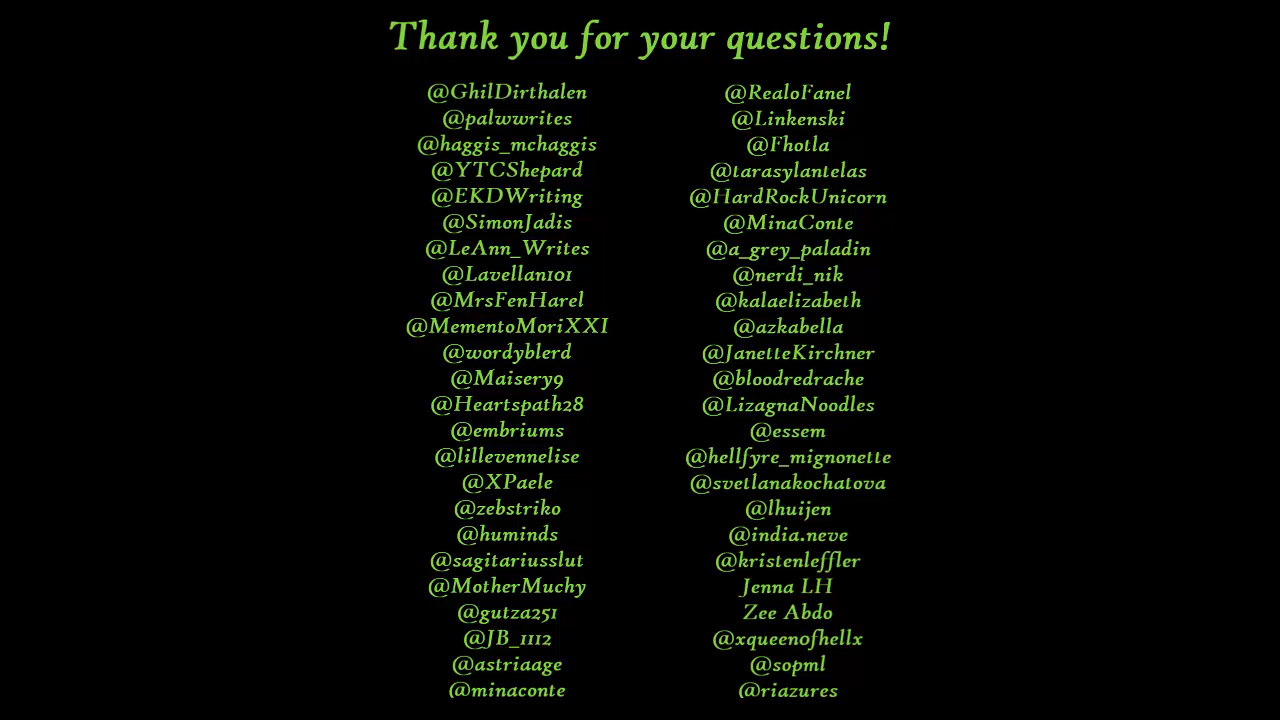 Thank you for your questions!
@GhilDirthalen
@palwwrites
@haggis_mchaggis
@YTCShepard
@EKDWriting
@SimonJadis
@LeAnn_Writes
@Lavellan101
@MrsFenHarel
@MementoMoriXXI
@wordyblerd
@Maisery9
@Heartspath28
@embriums
@lillevennelise
@XPaele
@zebstriko
@huminds
@sagitariusslut
@MotherMuchy
@gutza251
@JB_1112
@astriaage
@minaconte
@RealoFanel
@Linkenski
@Fhotla
@tarasylantelas
@HardRockUnicorn
@MinaConte
@a_grey_paladin
@nerdi_nik
@kalaelizabeth
@azkabella
@JanetteKirchner
@bloodredrache
@LizagnaNoodles
@essem
@hellfyre_mignonette
@svetlanakochatova
@lhuijen
@india.neve
@kristenleffler
Jenna LH
Zee Abdo
@xqueenofhellx
@sopml
@riazures